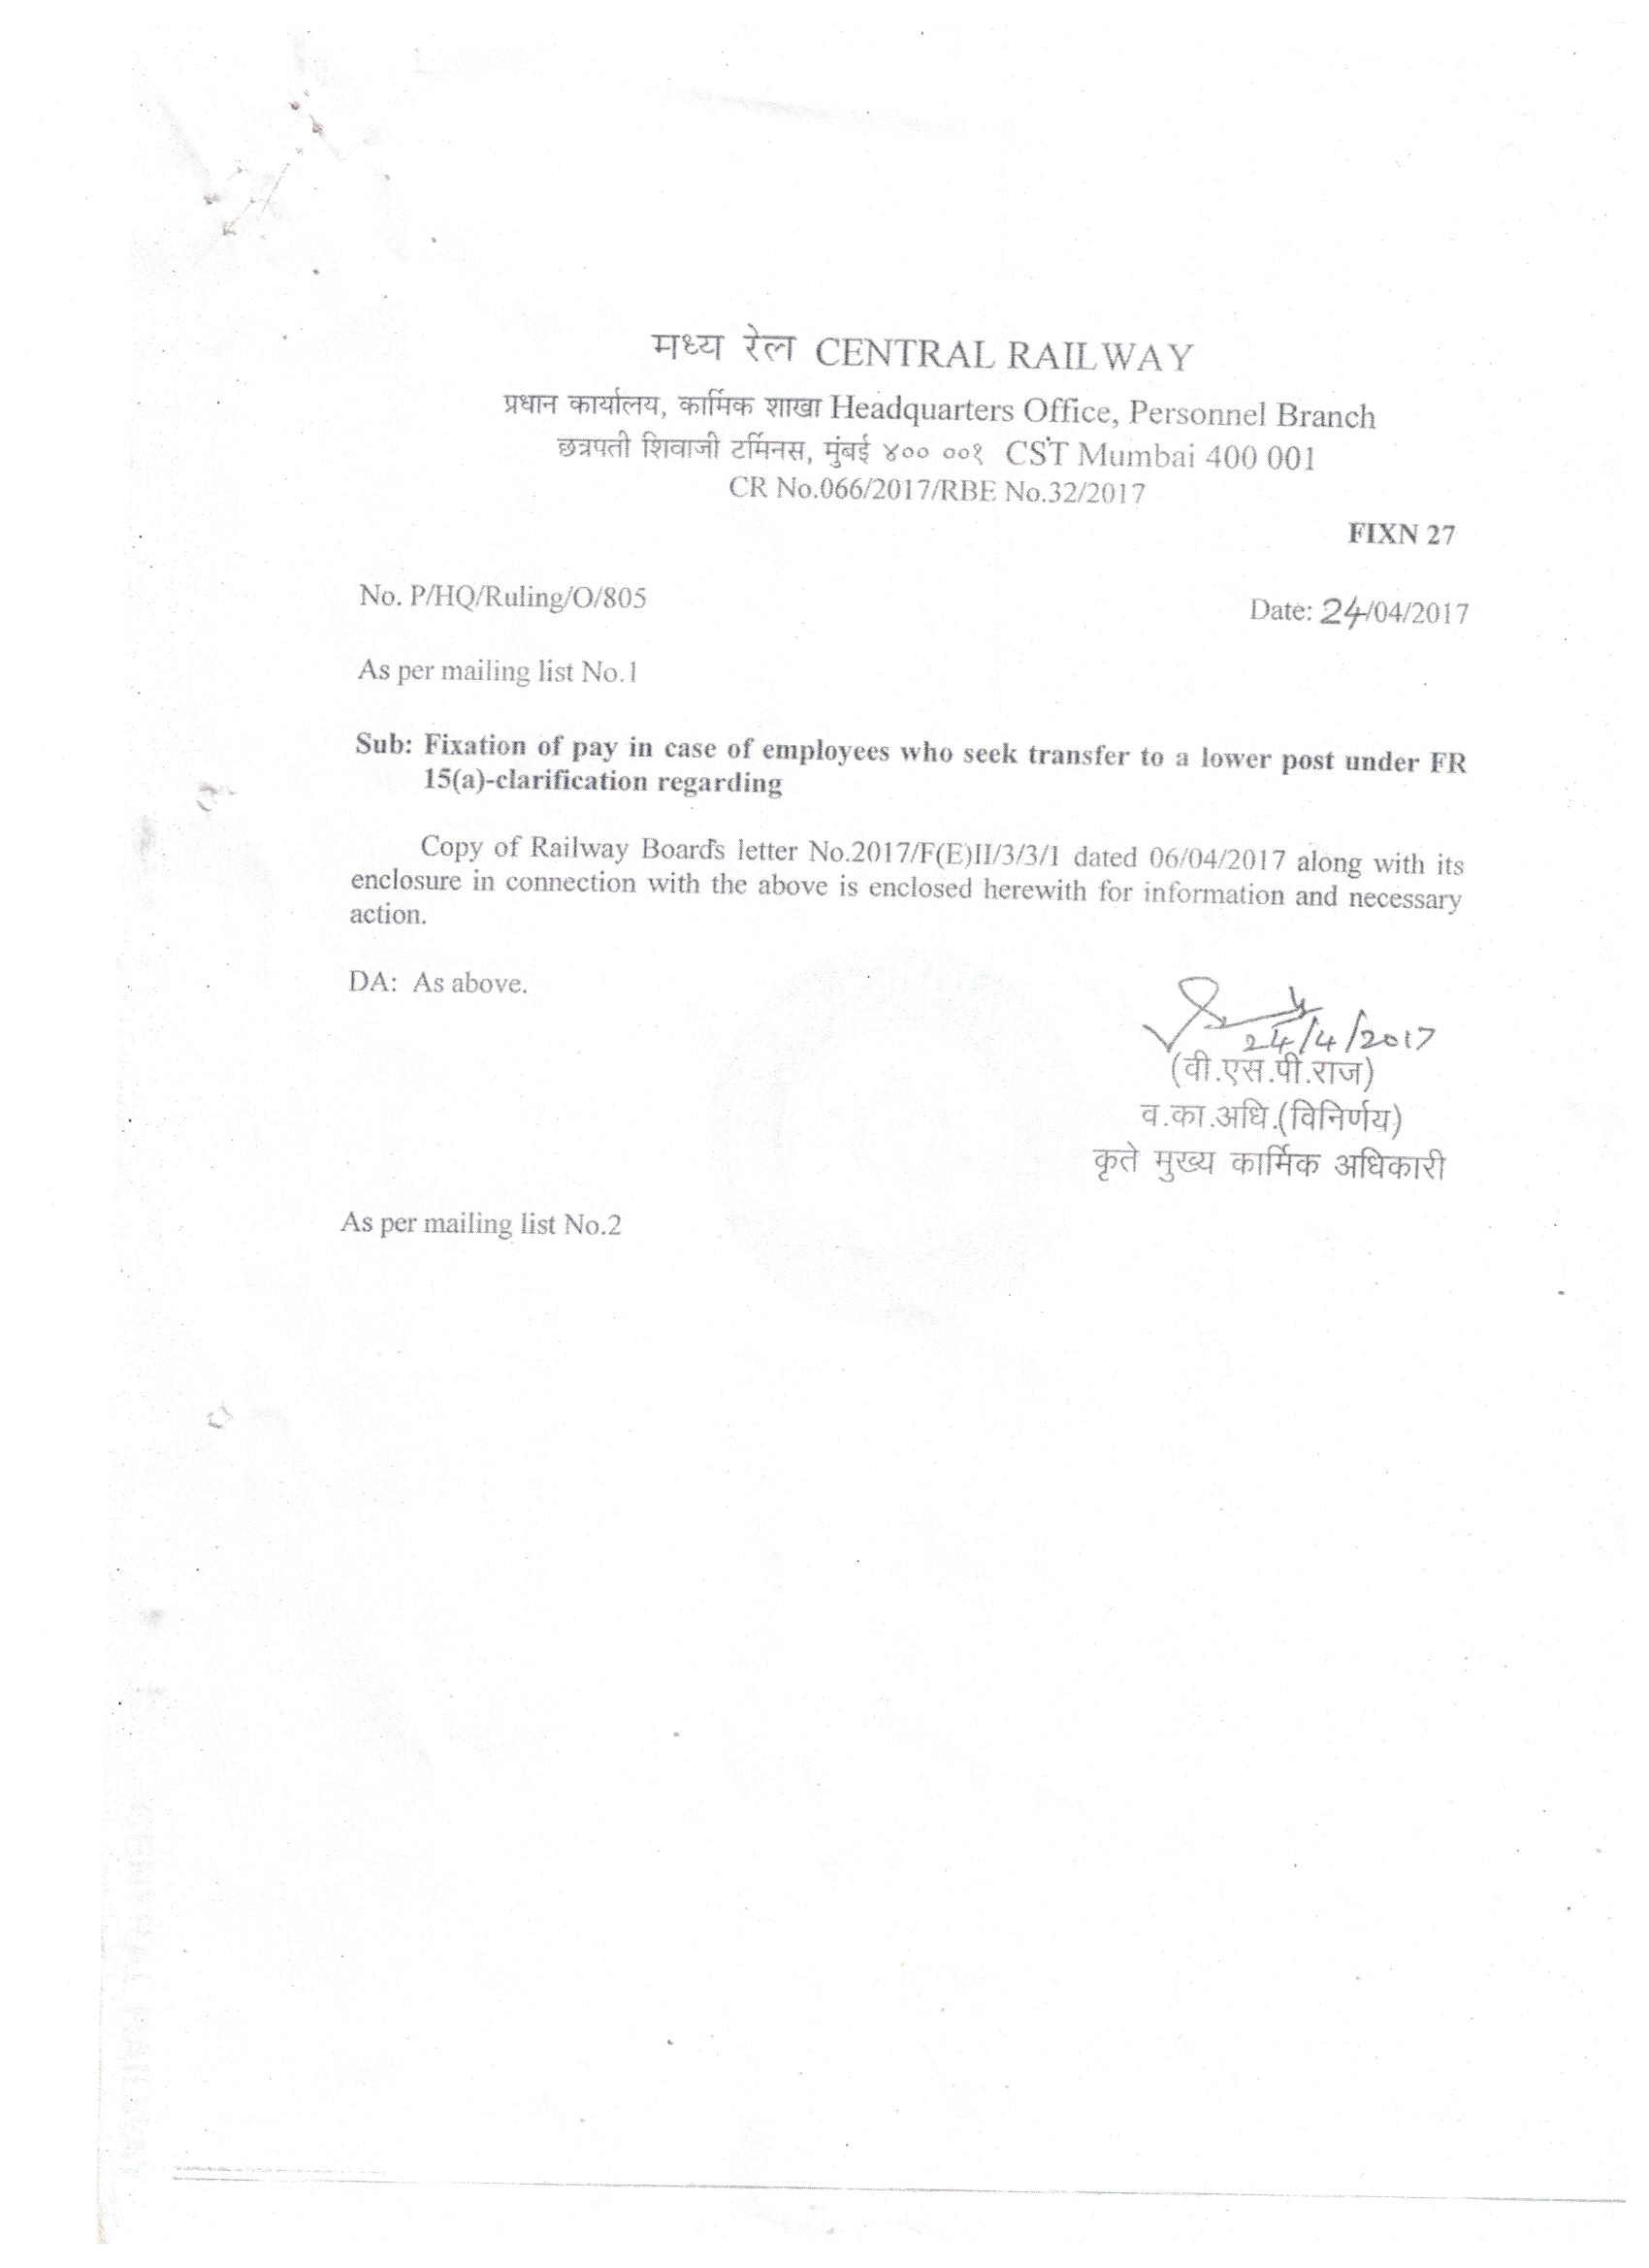 मध्य रेल CENTRAL RAILWAY
प्रधान कार्यालय, कार्मिक शाखा Headquarters Office, Personnel Branch
छत्रपती शिवाजी टर्मिनस, मुंबई ४०० ००१ CST Mumbai 400 001
CR No.066/2017/RBE No.32/2017
FIXN 27
No. P/HQ/Ruling/O/805
Date: 24/04/2017
As per mailing list No.1
Sub: Fixation of pay in case of employees who seek transfer to a lower post under FR
15(a)-clarification regarding
Copy of Railway Board's letter No.2017/F(E)II/3/3/1 dated 06/04/2017 along with its
enclosure in connection with the above is enclosed herewith for information and necessary
action.
DA: As above.
24/4/2017
(वी.एस.पी.राज)
व.का.अधि.(विनिर्णय)
कृते मुख्य कार्मिक अधिकारी
As per mailing list No.2